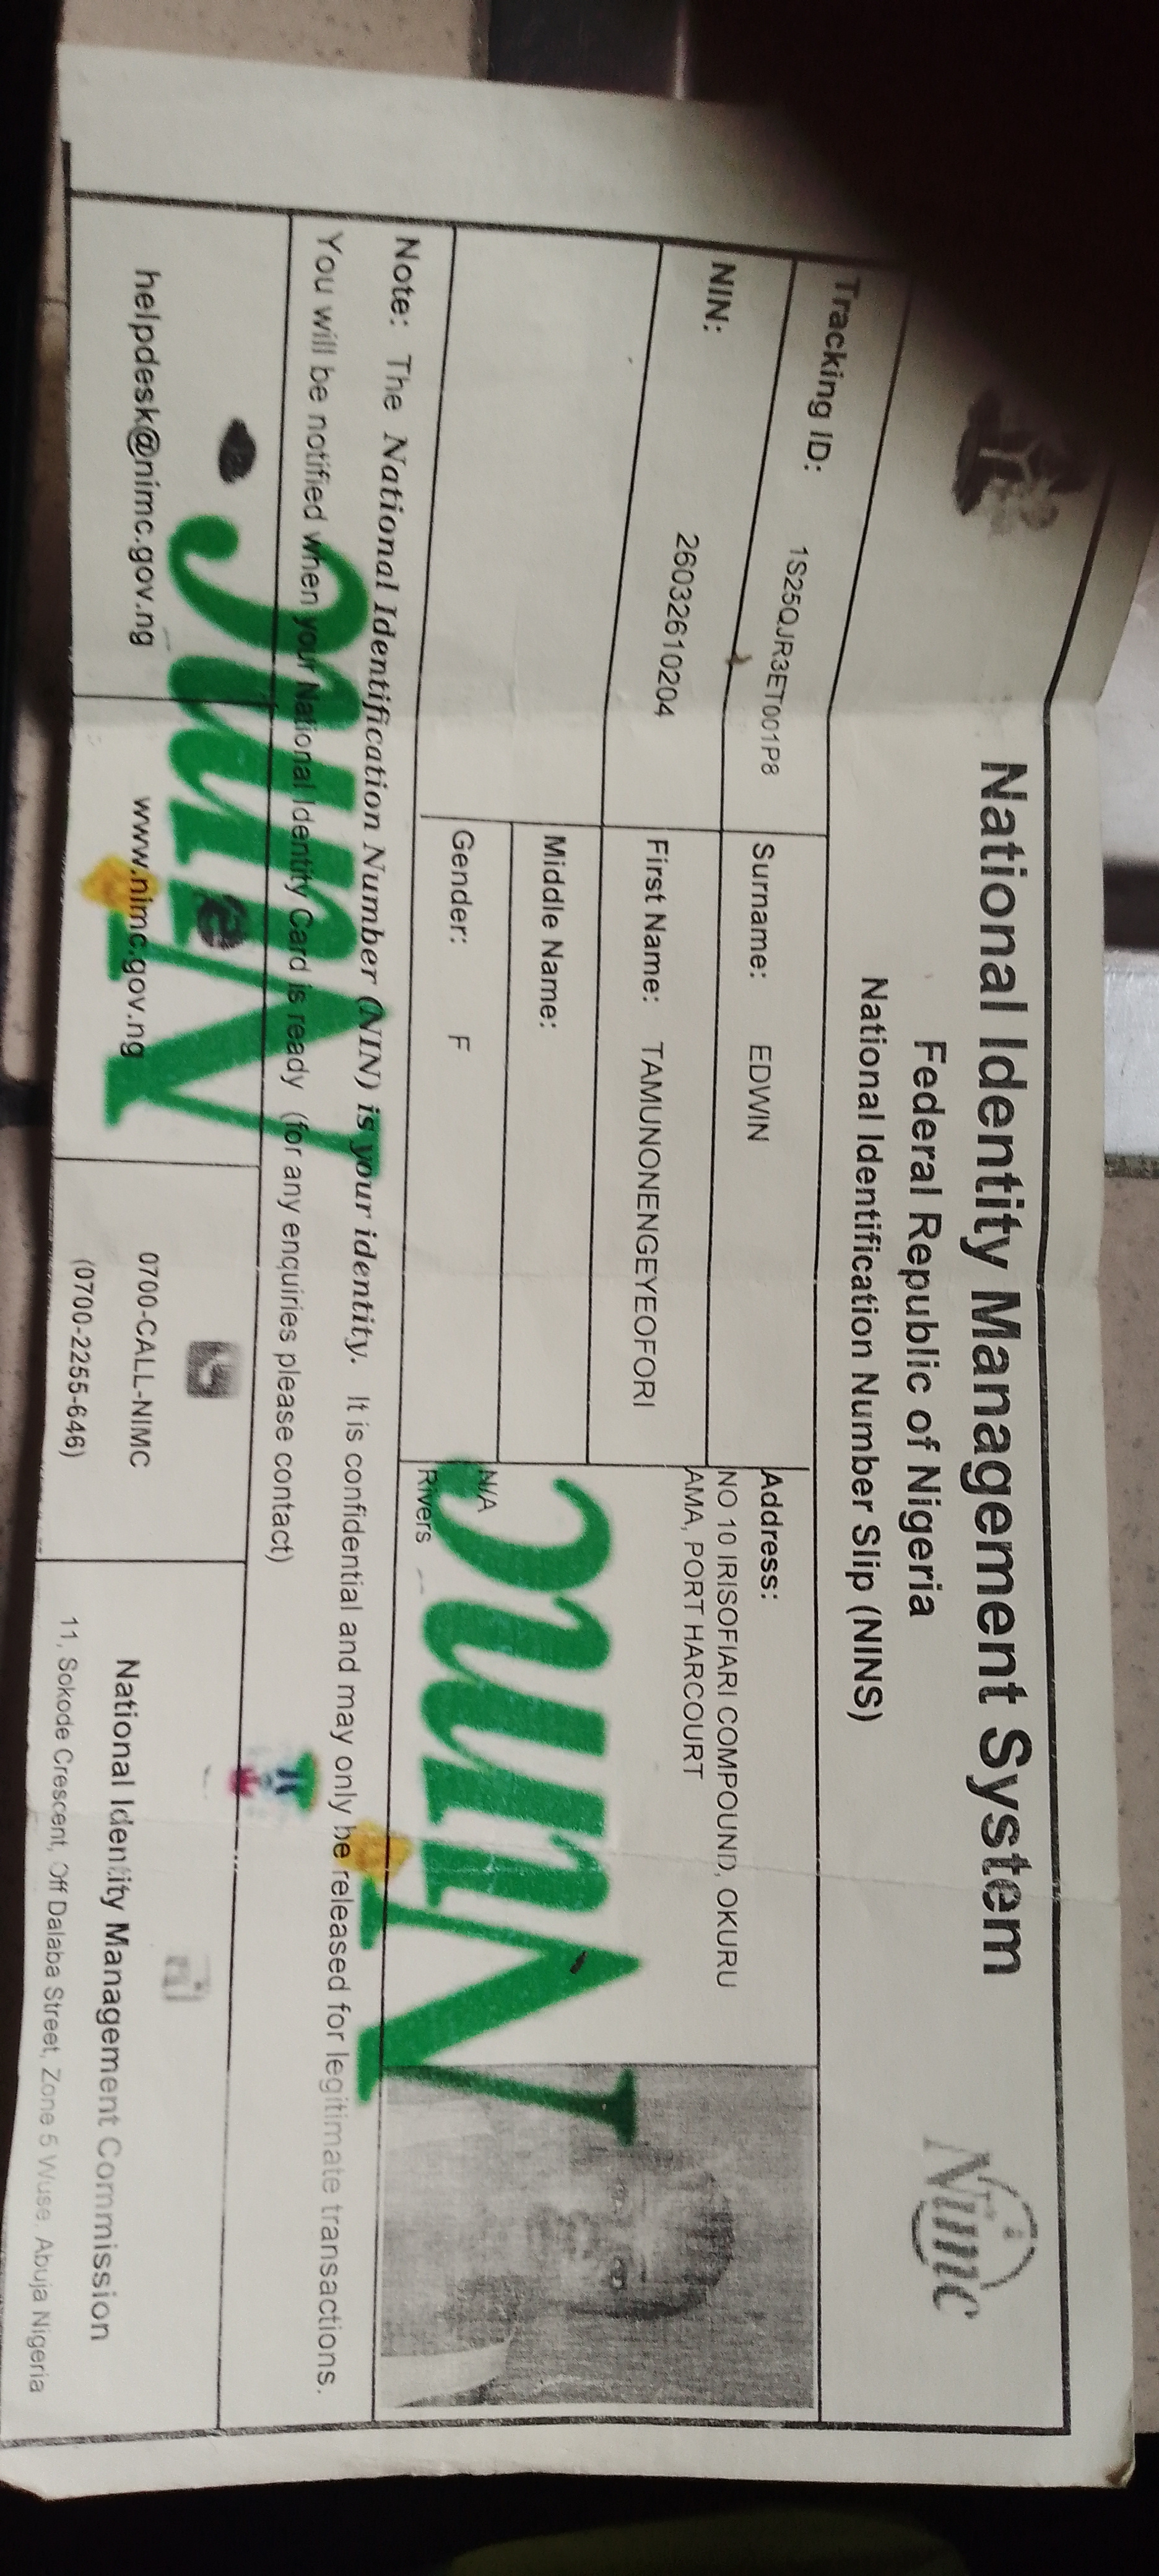 National Identity Management System
Federal Republic of Nigeria
National Identification Number Slip (NINS)
Nimc
Tracking ID: 1S25QJR3ET001P8
Surname: EDWIN
Address:
NO 10 IRISOFIARI COMPOUND, OKURU
AMA, PORT HARCOURT
NIN: 26032610204
First Name: TAMUNONENGEYEOFORI
Middle Name:
N/A
Gender: F
Rivers
Nimc
Note: The National Identification Number (NIN) is your identity. It is confidential and may only be released for legitimate transactions.
You will be notified when your National Identity Card is ready (for any enquiries please contact)
Nimc
helpdesk@nimc.gov.ng
www.nimc.gov.ng
0700-CALL-NIMC
(0700-2255-646)
National Identity Management Commission
11, Sokode Crescent, Off Dalaba Street, Zone 5 Wuse, Abuja Nigeria